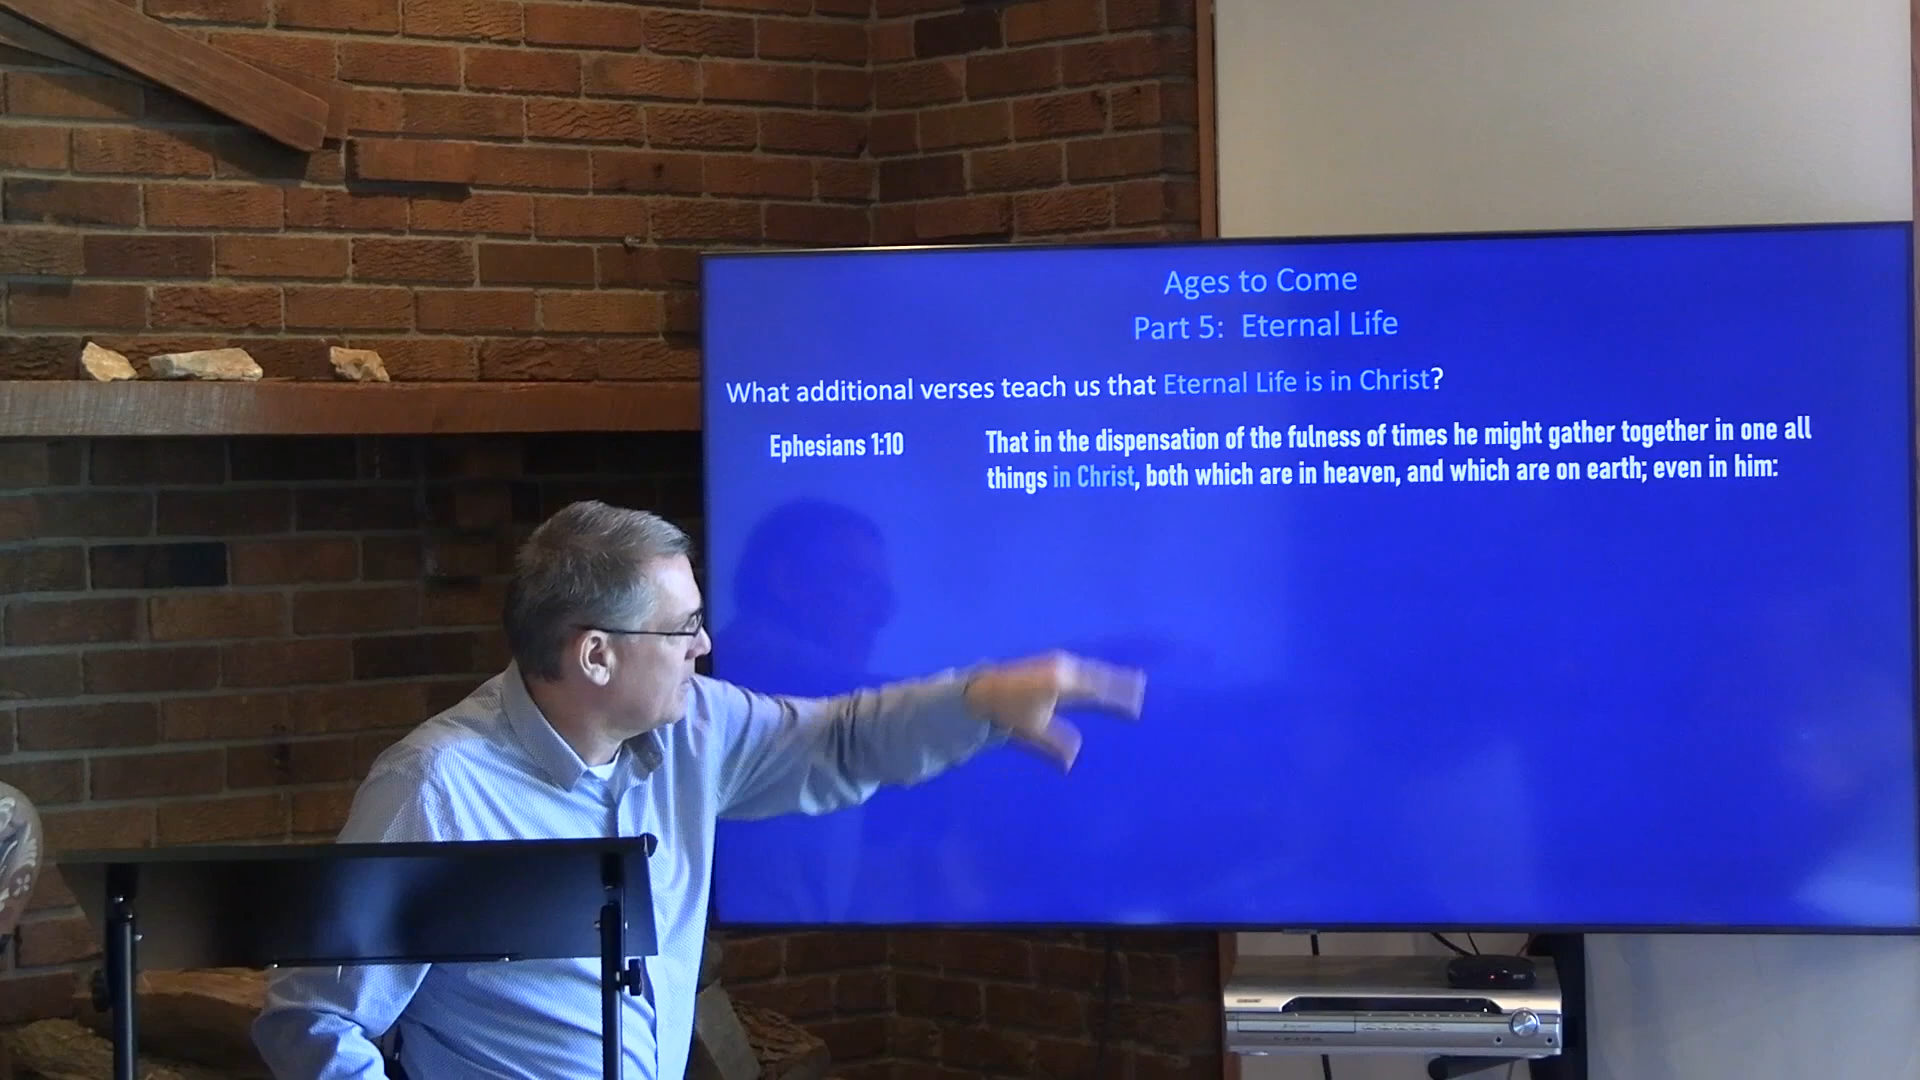 Ages to Come
Part 5: Eternal Life
What additional verses teach us that Eternal Life is in Christ?
Ephesians 1:10 That in the dispensation of the fulness of times he might gather together in one all
things in Christ, both which are in heaven, and which are on earth; even in him: